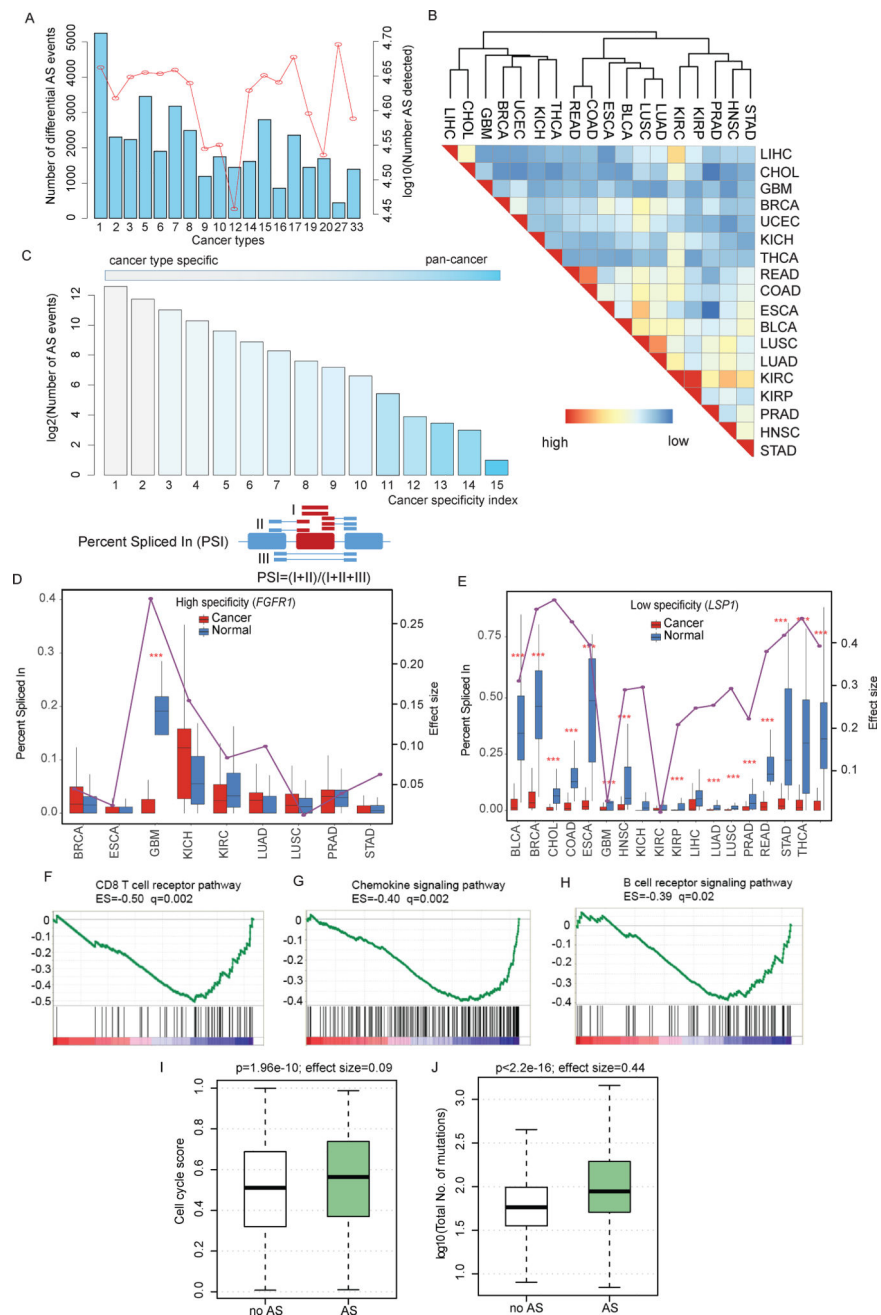 A
Number of differential AS events
5000
4000
3000
2000
1000
0
4.70
4.65
4.60
4.55
4.50
4.45
log10(Number AS detected)
1 2 3 5 6 7 8 9 10 12 14 15 16 17 19 20 27 33
Cancer types
B
LIHC CHOL GBM BRCA UCEC KICH THCA READ COAD ESCA BLCA LUSC LUAD KIRC KIRP PRAD HNSC STAD
LIHC
CHOL
GBM
BRCA
UCEC
KICH
THCA
READ
COAD
ESCA
BLCA
LUSC
LUAD
KIRC
KIRP
PRAD
HNSC
STAD
high low
C
cancer type specific pan-cancer
log2(Number of AS events)
12
10
8
6
4
2
0
1 2 3 4 5 6 7 8 9 10 11 12 13 14 15
Cancer specificity index
I
II
Percent Spliced In (PSI)
III
PSI=(I+II)/(I+II+III)
D
High specificity (FGFR1)
Cancer
Normal
Percent Spliced In
0.4
0.3
0.2
0.1
0.0
***
0.25
0.20
0.15
0.10
0.05
Effect size
BRCA ESCA GBM KICH KIRC LUAD LUSC PRAD STAD
E
Low specificity (LSP1)
Cancer
Normal
Percent Spliced In
0.75
0.50
0.25
0.00
*** *** *** *** *** *** *** *** *** *** *** *** *** *** ***
0.4
0.3
0.2
0.1
Effect size
BLCA BRCA CHOL COAD ESCA GBM HNSC KICH KIRC KIRP LIHC LUAD LUSC PRAD READ STAD THCA
F
CD8 T cell receptor pathway
ES=-0.50 q=0.002
0
-0.1
-0.2
-0.3
-0.4
-0.5
G
Chemokine signaling pathway
ES=-0.40 q=0.002
0
-0.1
-0.2
-0.3
-0.4
H
B cell receptor signaling pathway
ES=-0.39 q=0.02
0
-0.1
-0.2
-0.3
-0.4
I
p=1.96e-10; effect size=0.09
Cell cycle score
1.0
0.8
0.6
0.4
0.2
0.0
no AS AS
J
p<2.2e-16; effect size=0.44
log10(Total No. of mutations)
3.0
2.5
2.0
1.5
1.0
no AS AS